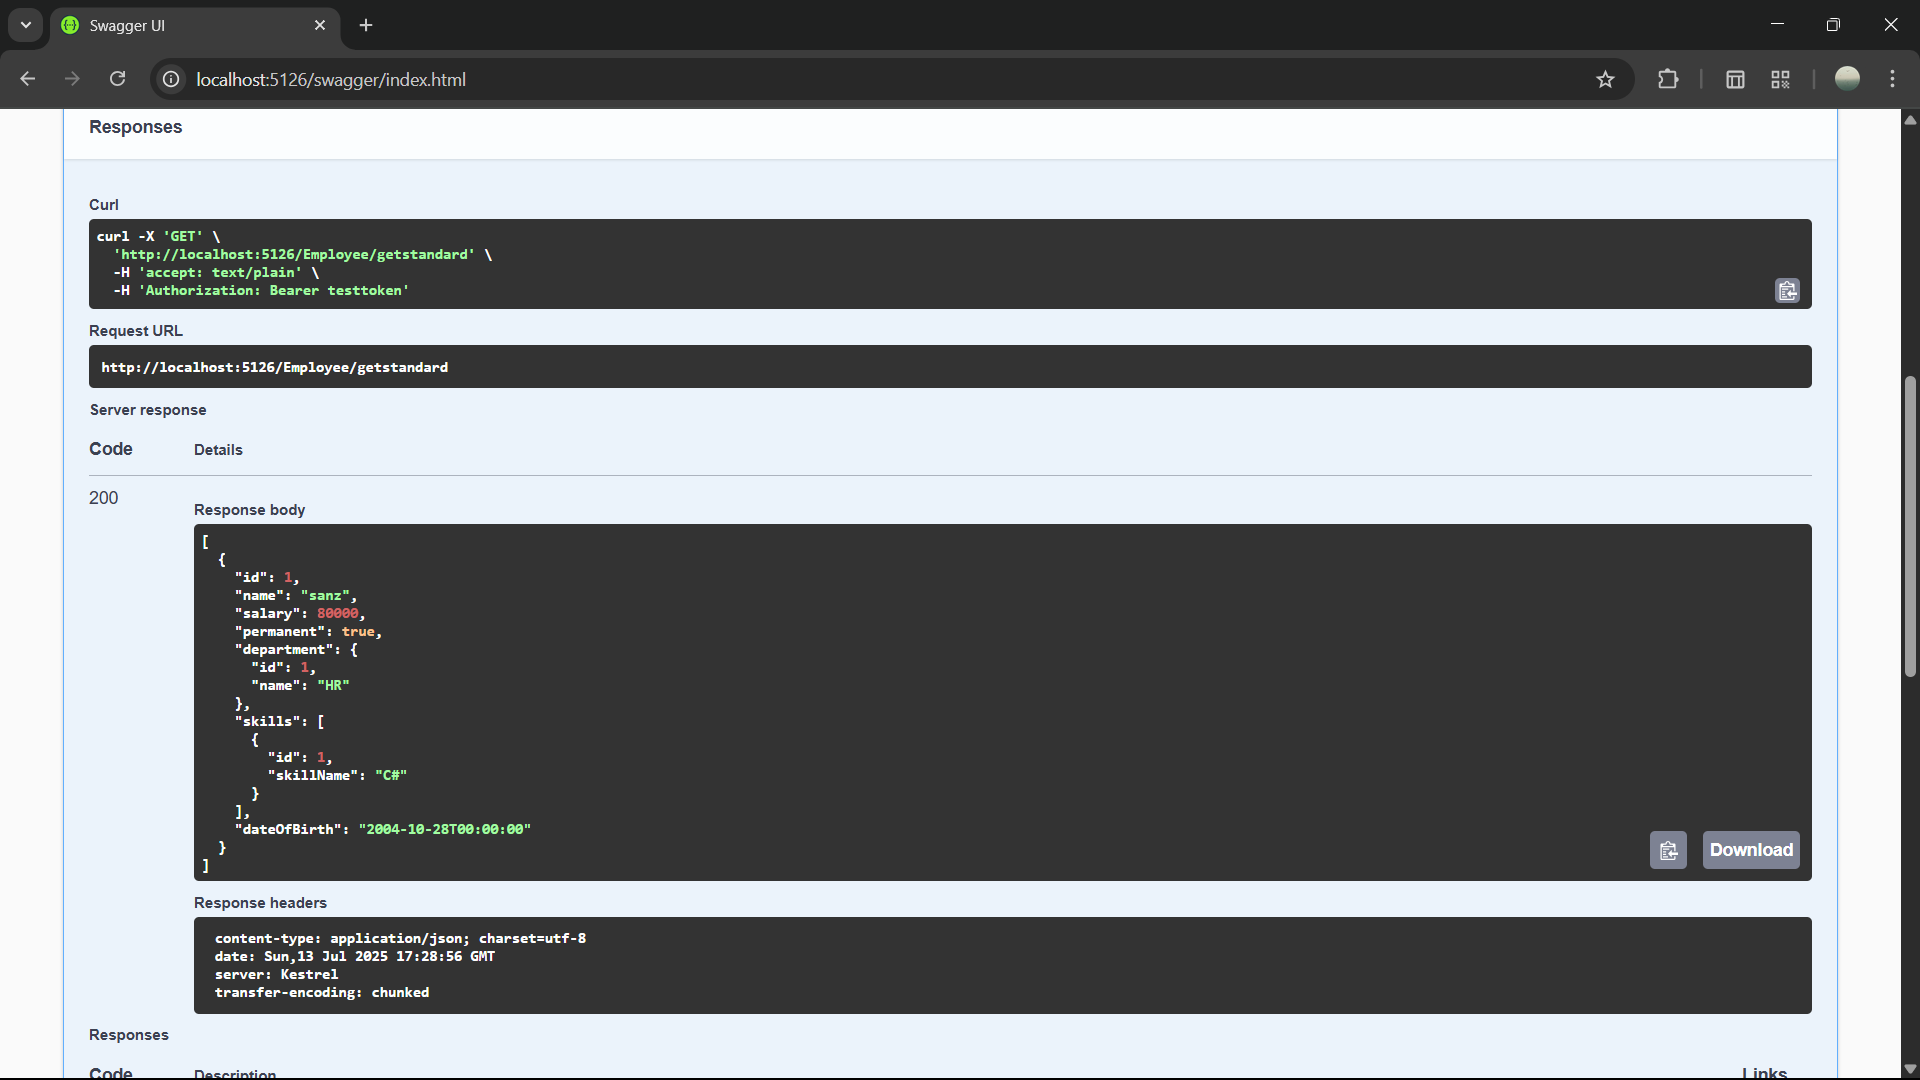 Swagger UI
localhost:5126/swagger/index.html
Responses
Curl
curl -X 'GET' \
  'http://localhost:5126/Employee/getstandard' \
  -H 'accept: text/plain' \
  -H 'Authorization: Bearer testtoken'
Request URL
http://localhost:5126/Employee/getstandard
Server response
Code Details
200
Response body
[
  {
    "id": 1,
    "name": "sanz",
    "salary": 80000,
    "permanent": true,
    "department": {
      "id": 1,
      "name": "HR"
    },
    "skills": [
      {
        "id": 1,
        "skillName": "C#"
      }
    ],
    "dateOfBirth": "2004-10-28T00:00:00"
  }
]
Download
Response headers
content-type: application/json; charset=utf-8
date: Sun,13 Jul 2025 17:28:56 GMT
server: Kestrel
transfer-encoding: chunked
Responses
Code Description Links